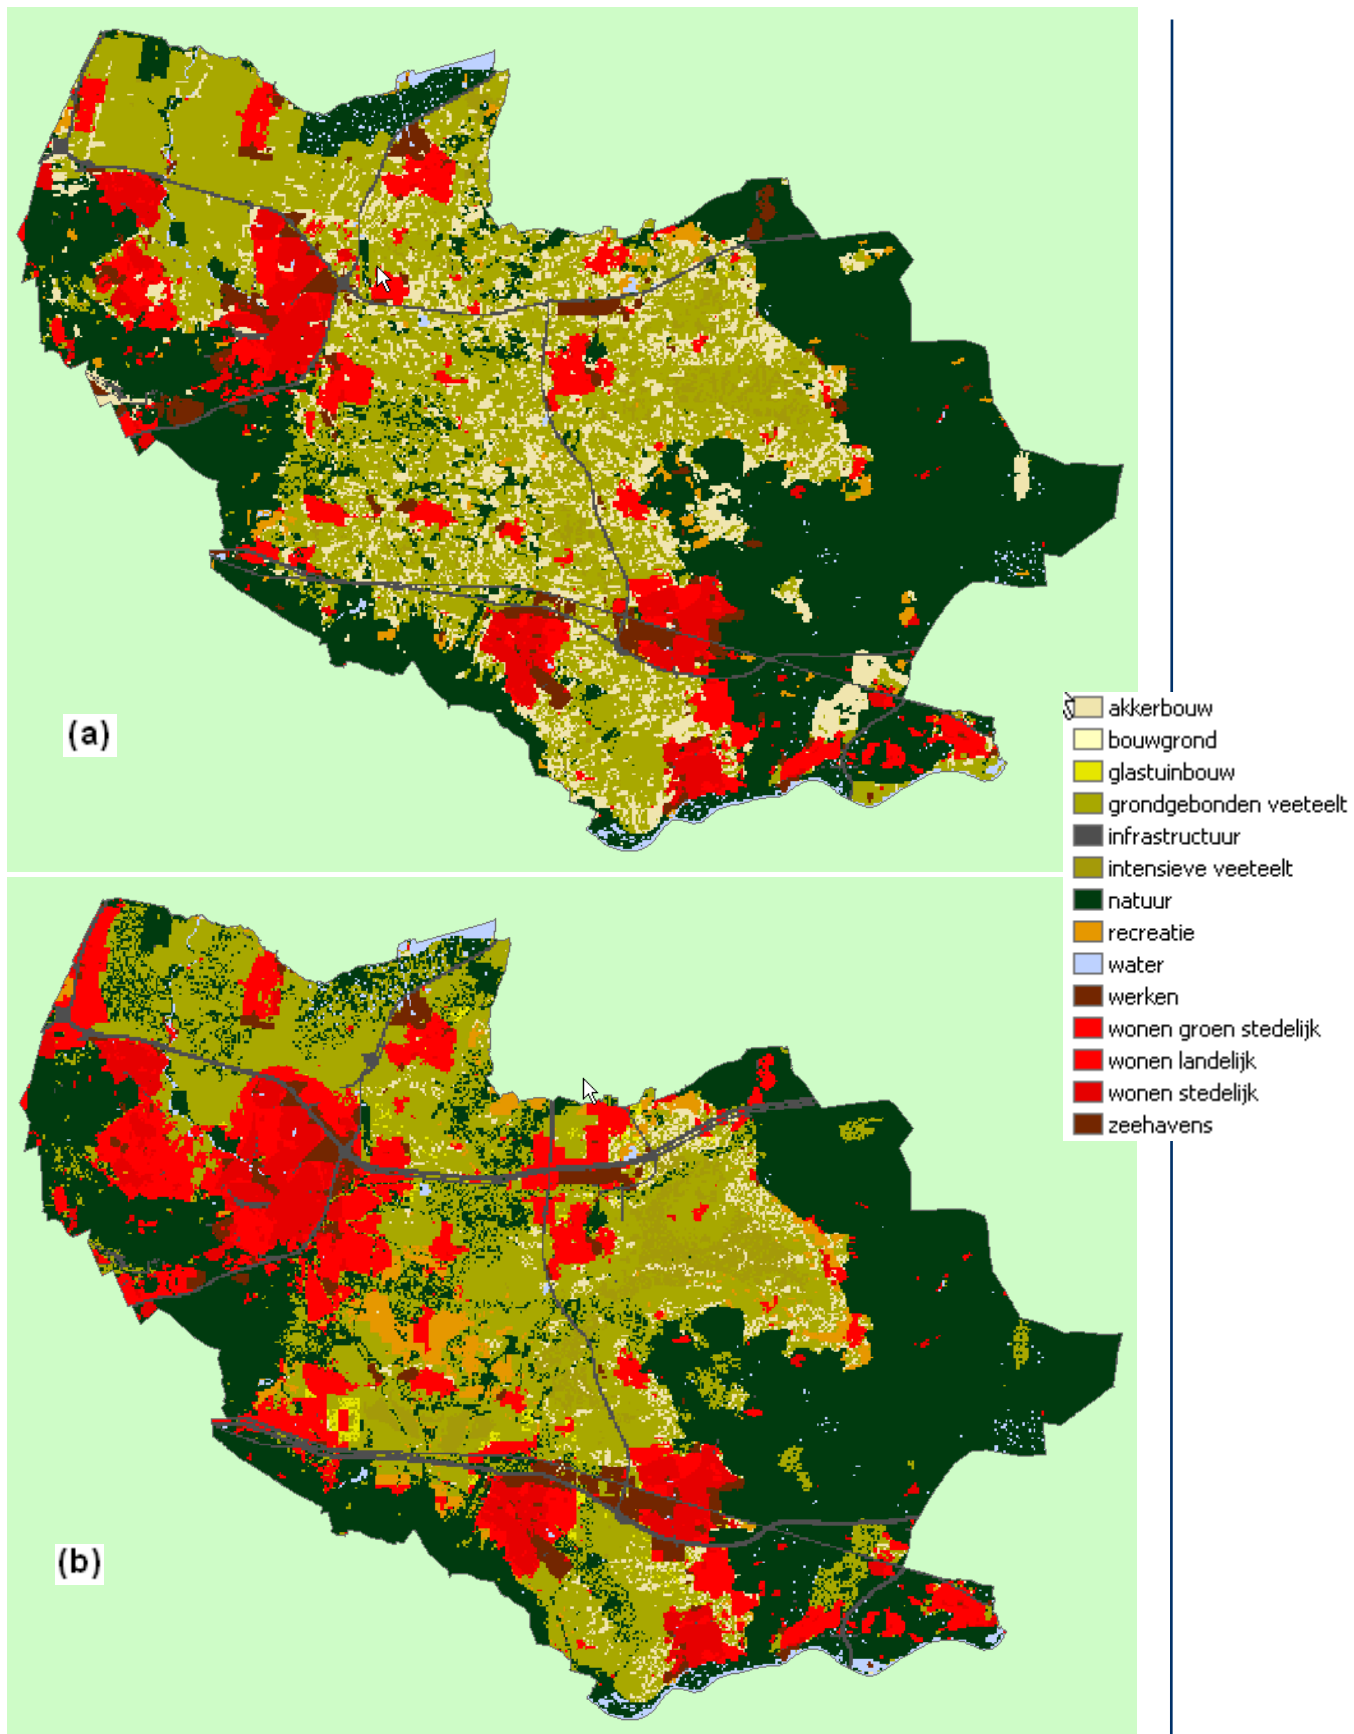 (a)
akkerbouw
bouwgrond
glastuinbouw
grondgebonden veeteelt
infrastructuur
intensieve veeteelt
natuur
recreatie
water
werken
wonen groen stedelijk
wonen landelijk
wonen stedelijk
zeehavens
(b)